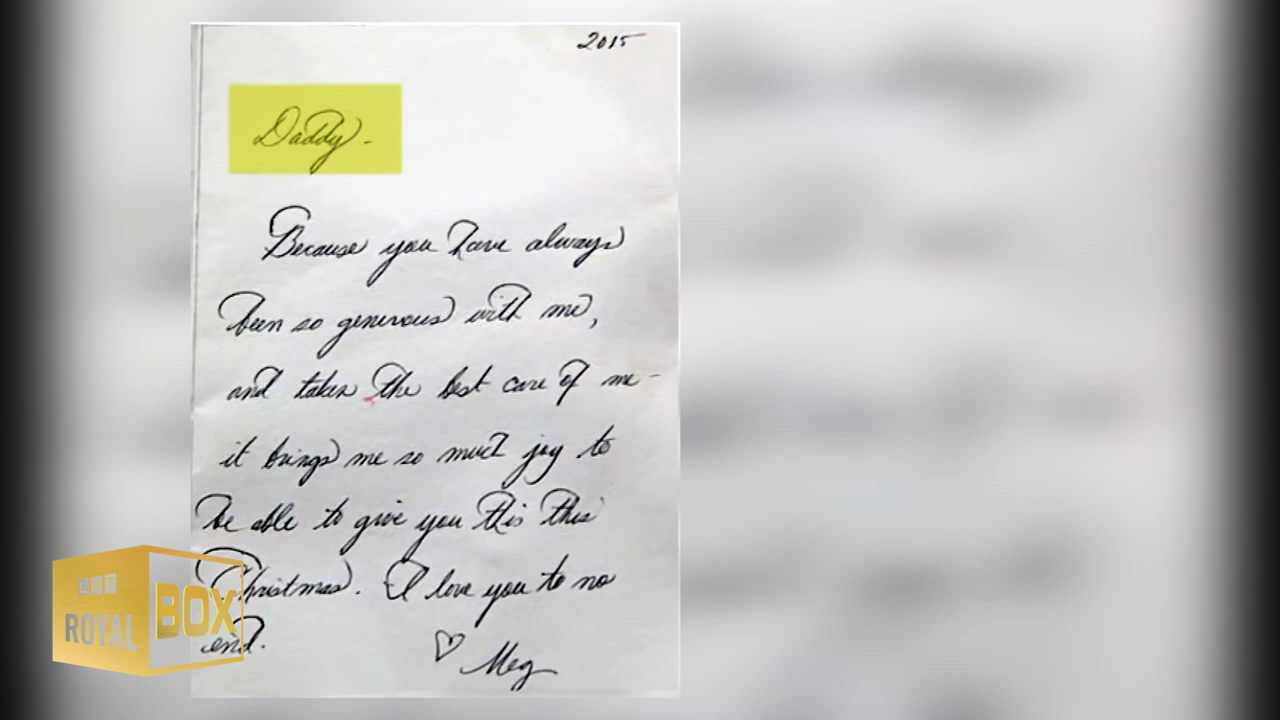 2015
Daddy -
Because you have always
been so generous with me,
and taken the best care of me -
it brings me so much joy to
be able to give you this this
Christmas. I love you to no
end.
♡ Meg
ROYAL
BOX